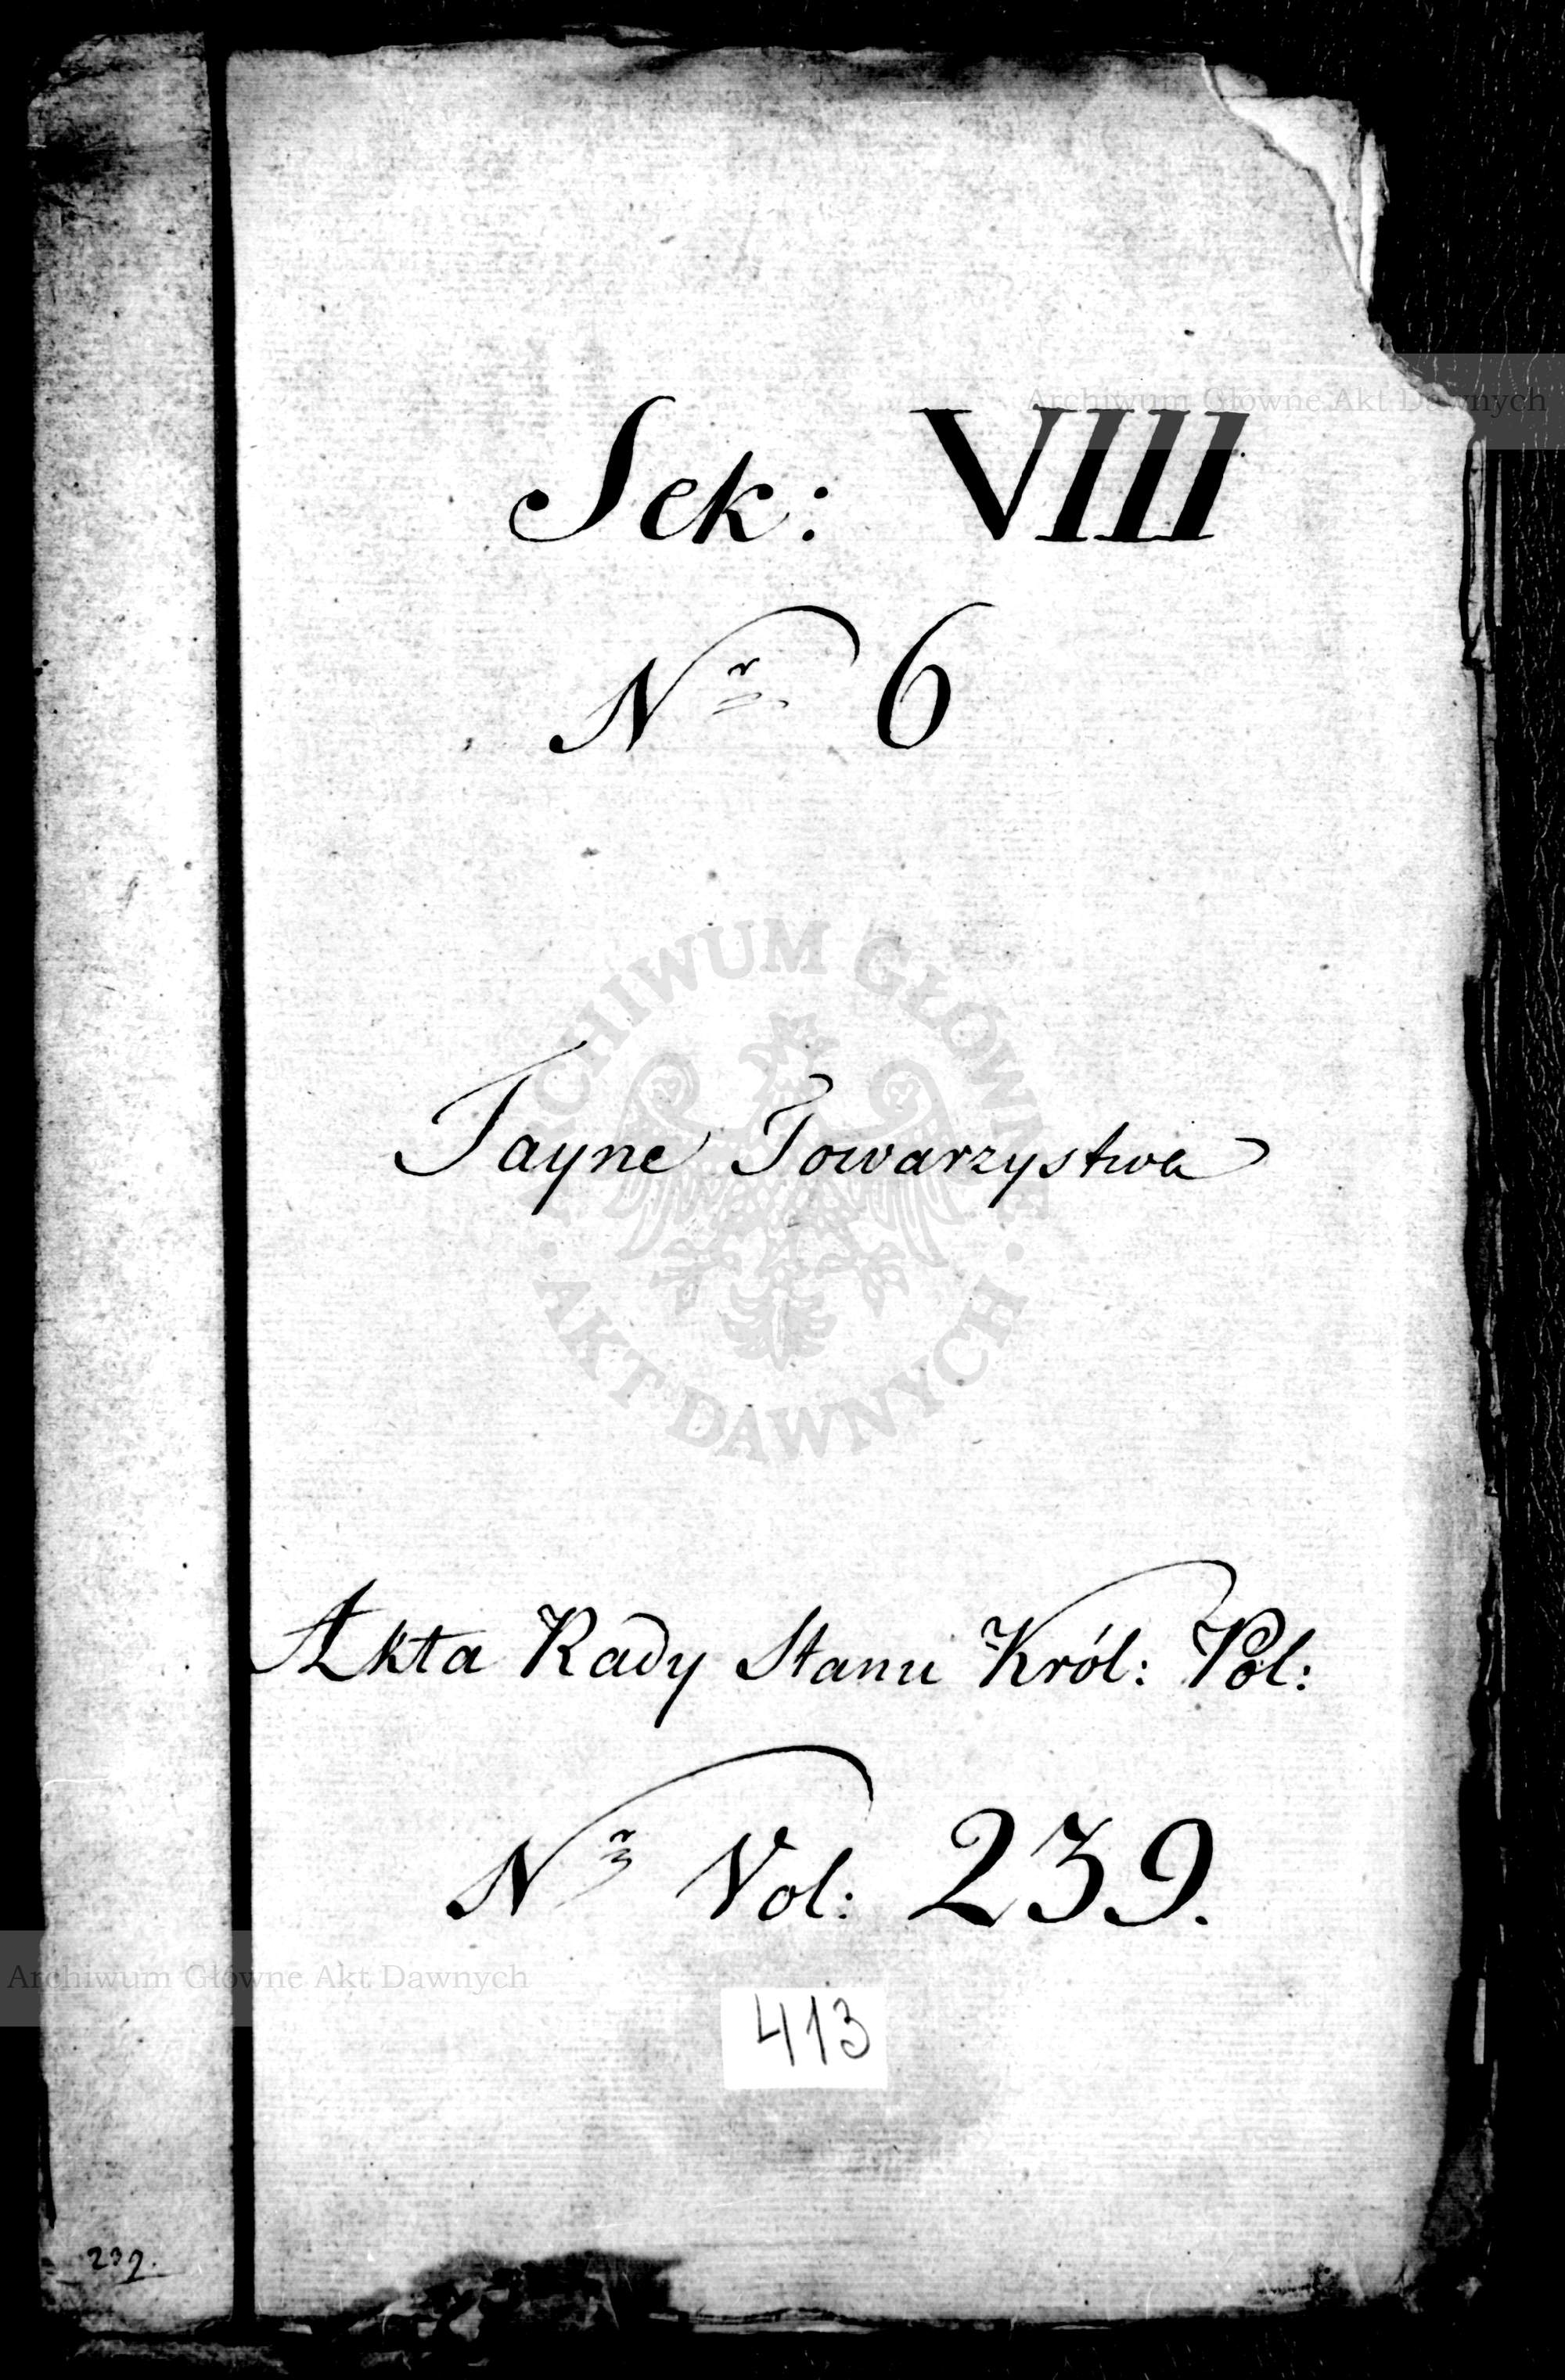 Sek: VIII
Nr 6
Tayne Towarzystwa
Akta Rady Stanu Król: Pol:
Nr Vol: 239.
413
239.
Archiwum Główne Akt Dawnych
ARCHIWUM GŁÓWNE
· AKT DAWNYCH ·
Archiwum Główne Akt Dawnych